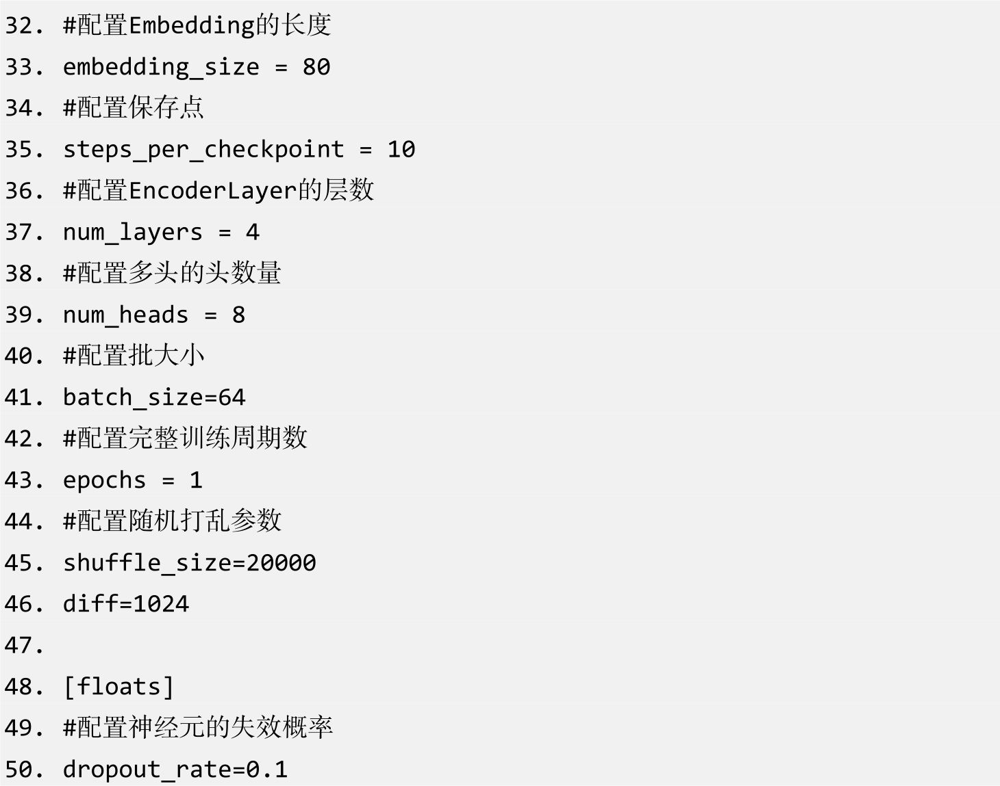 32. #配置Embedding的长度
33. embedding_size = 80
34. #配置保存点
35. steps_per_checkpoint = 10
36. #配置EncoderLayer的层数
37. num_layers = 4
38. #配置多头的头数量
39. num_heads = 8
40. #配置批大小
41. batch_size=64
42. #配置完整训练周期数
43. epochs = 1
44. #配置随机打乱参数
45. shuffle_size=20000
46. diff=1024
47.
48. [floats]
49. #配置神经元的失效概率
50. dropout_rate=0.1